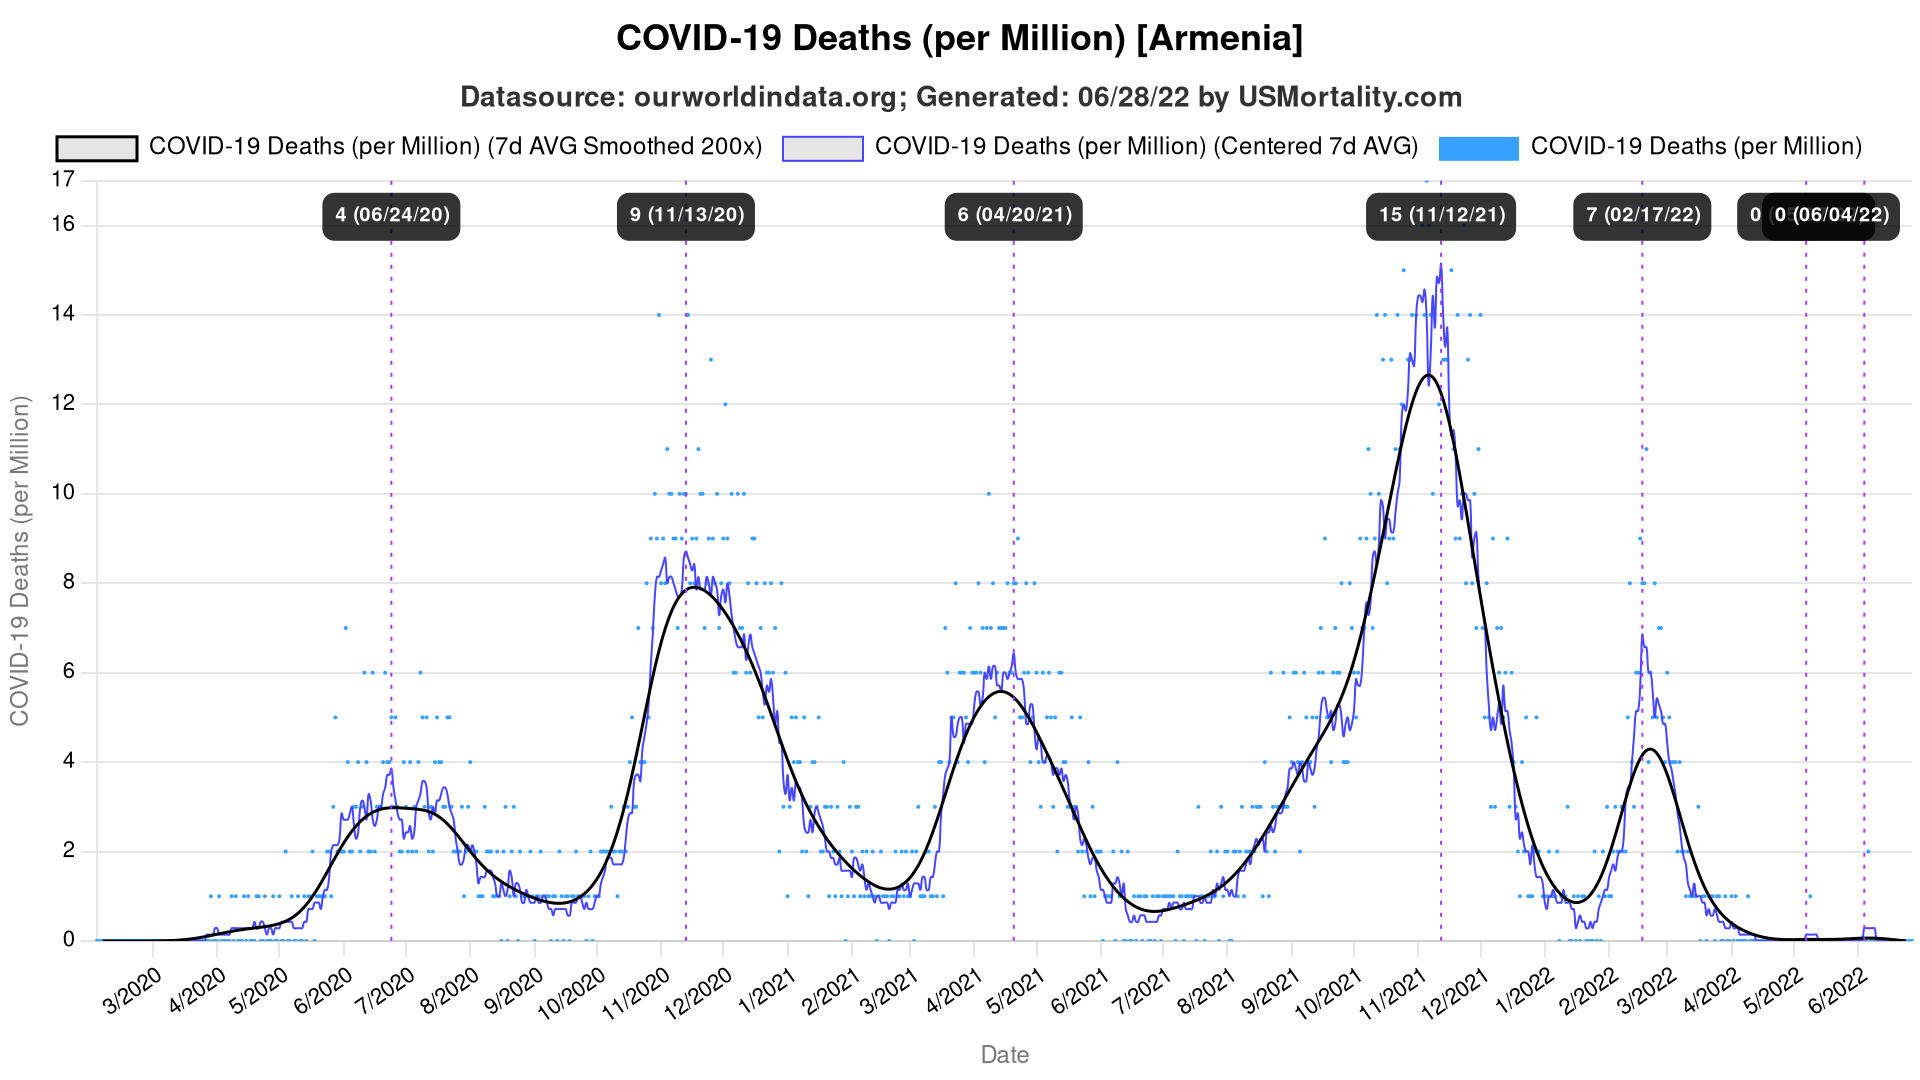 COVID-19 Deaths (per Million) [Armenia]
Datasource: ourworldindata.org; Generated: 06/28/22 by USMortality.com
COVID-19 Deaths (per Million) (7d AVG Smoothed 200x) COVID-19 Deaths (per Million) (Centered 7d AVG) COVID-19 Deaths (per Million)
4 (06/24/20) 9 (11/13/20) 6 (04/20/21) 15 (11/12/21) 7 (02/17/22) 0 0 (06/04/22)
17
16
14
12
10
8
6
4
2
0
COVID-19 Deaths (per Million)
3/2020 4/2020 5/2020 6/2020 7/2020 8/2020 9/2020 10/2020 11/2020 12/2020 1/2021 2/2021 3/2021 4/2021 5/2021 6/2021 7/2021 8/2021 9/2021 10/2021 11/2021 12/2021 1/2022 2/2022 3/2022 4/2022 5/2022 6/2022
Date